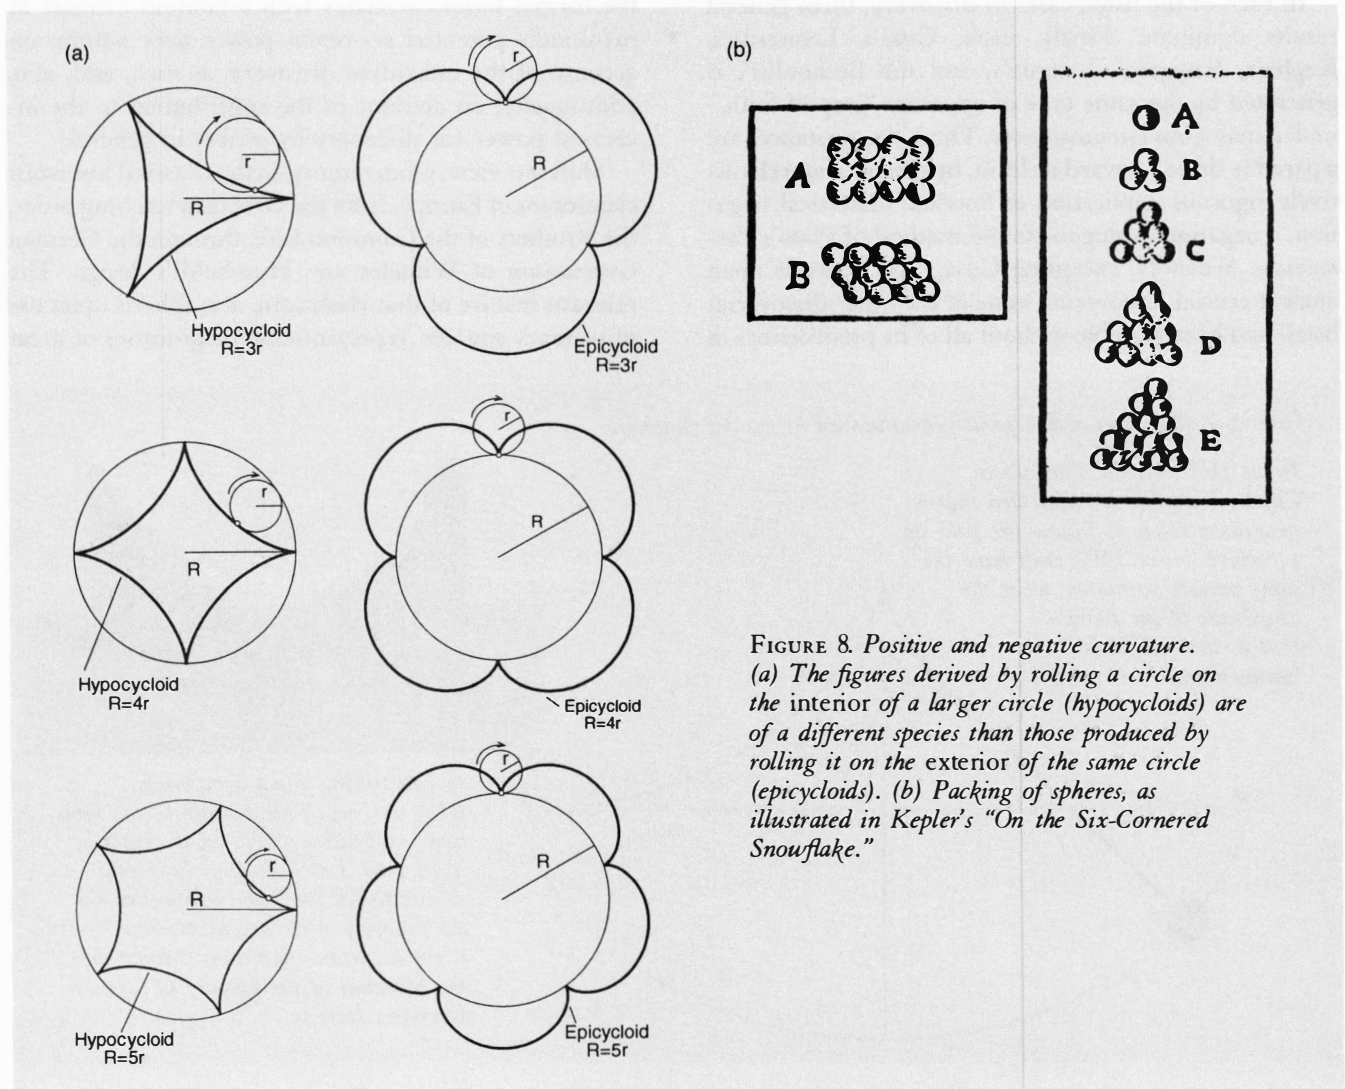 (a)
r
R
Hypocycloid
R=3r
r
R
Epicycloid
R=3r
r
R
Hypocycloid
R=4r
r
R
Epicycloid
R=4r
r
R
Hypocycloid
R=5r
r
R
Epicycloid
R=5r
(b)
A
B
A
B
C
D
E
FIGURE 8. Positive and negative curvature.
(a) The figures derived by rolling a circle on
the interior of a larger circle (hypocycloids) are
of a different species than those produced by
rolling it on the exterior of the same circle
(epicycloids). (b) Packing of spheres, as
illustrated in Kepler's “On the Six-Cornered
Snowflake.”